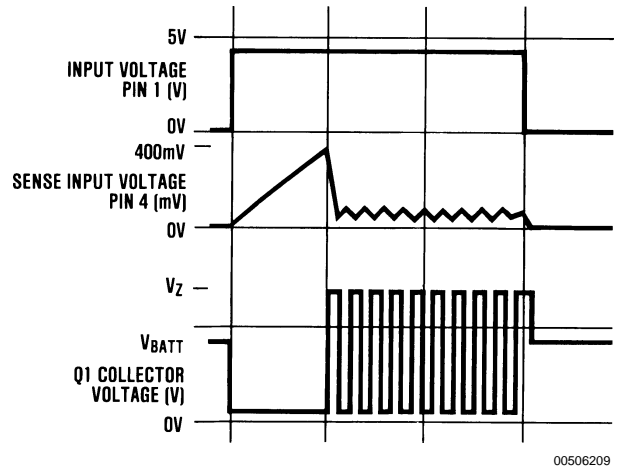 5V
INPUT VOLTAGE
PIN 1 (V)
0V
400mV
SENSE INPUT VOLTAGE
PIN 4 (mV)
0V
VZ
VBATT
Q1 COLLECTOR
VOLTAGE (V)
0V
00506209